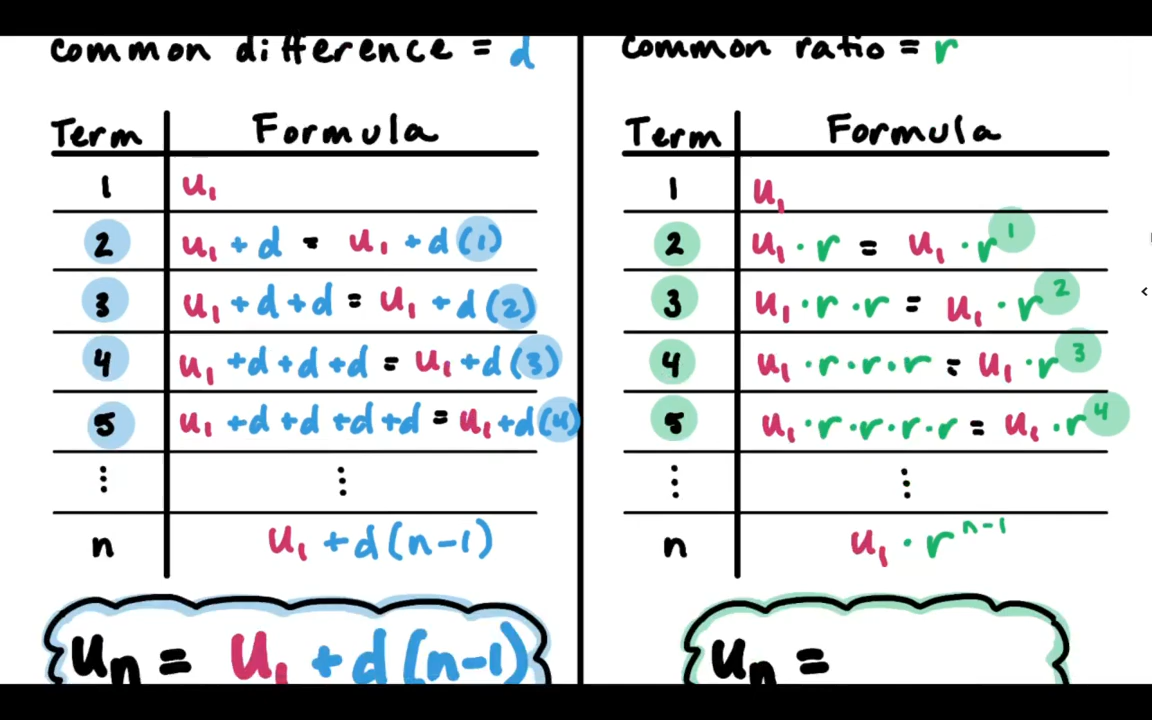 common difference = d
Term Formula
1 u₁
2 u₁ + d = u₁ + d(1)
3 u₁ + d + d = u₁ + d(2)
4 u₁ + d + d + d = u₁ + d(3)
5 u₁ + d + d + d + d = u₁ + d(4)
⋮ ⋮
n u₁ + d(n-1)
uₙ = u₁ + d(n-1)
common ratio = r
Term Formula
1 u₁
2 u₁ · r = u₁ · r¹
3 u₁ · r · r = u₁ · r²
4 u₁ · r · r · r = u₁ · r³
5 u₁ · r · r · r · r = u₁ · r⁴
⋮ ⋮
n u₁ · rⁿ⁻¹
uₙ =